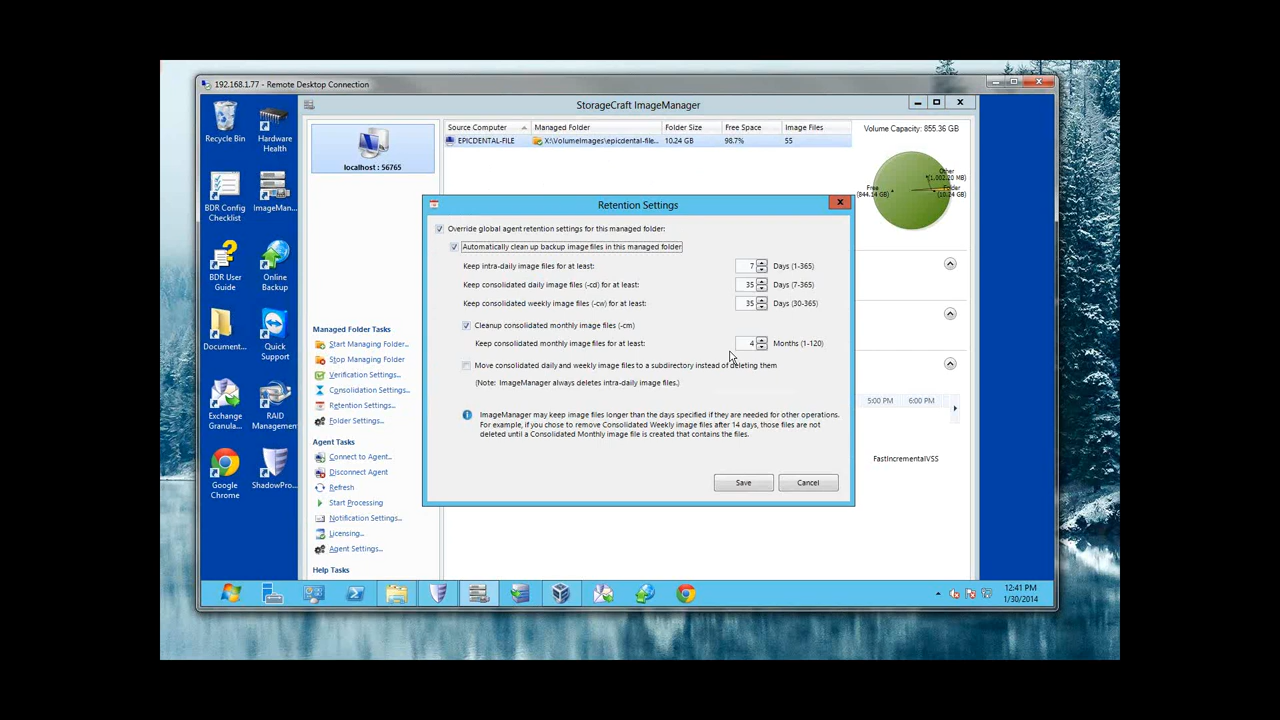 192.168.1.77 - Remote Desktop Connection
StorageCraft ImageManager
Recycle Bin
Hardware
Health
BDR Config
Checklist
ImageMan...
BDR User
Guide
Online
Backup
Document...
Quick
Support
Exchange
Granula...
RAID
Management
Google
Chrome
ShadowPro...
localhost : 56765
Managed Folder Tasks
Start Managing Folder...
Stop Managing Folder
Verification Settings...
Consolidation Settings...
Retention Settings...
Folder Settings...
Agent Tasks
Connect to Agent...
Disconnect Agent
Refresh
Start Processing
Notification Settings...
Licensing...
Agent Settings...
Help Tasks
Source Computer Managed Folder Folder Size Free Space Image Files
EPICDENTAL-FILE X:\VolumeImages\epicdental-file... 10.24 GB 98.7% 55
Volume Capacity: 855.36 GB
Other
(1,002.20 MB)
Free
(844.14 GB)
Folder
(10.24 GB)
Retention Settings
Override global agent retention settings for this managed folder:
Automatically clean up backup image files in this managed folder
Keep intra-daily image files for at least: 7 Days (1-365)
Keep consolidated daily image files (-cd) for at least: 35 Days (7-365)
Keep consolidated weekly image files (-cw) for at least: 35 Days (30-365)
Cleanup consolidated monthly image files (-cm)
Keep consolidated monthly image files for at least: 4 Months (1-120)
Move consolidated daily and weekly image files to a subdirectory instead of deleting them
(Note: ImageManager always deletes intra-daily image files.)
ImageManager may keep image files longer than the days specified if they are needed for other operations.
For example, if you chose to remove Consolidated Weekly image files after 14 days, those files are not
deleted until a Consolidated Monthly image file is created that contains the files.
Save Cancel
5:00 PM 6:00 PM
FastIncrementalVSS
12:41 PM
1/30/2014